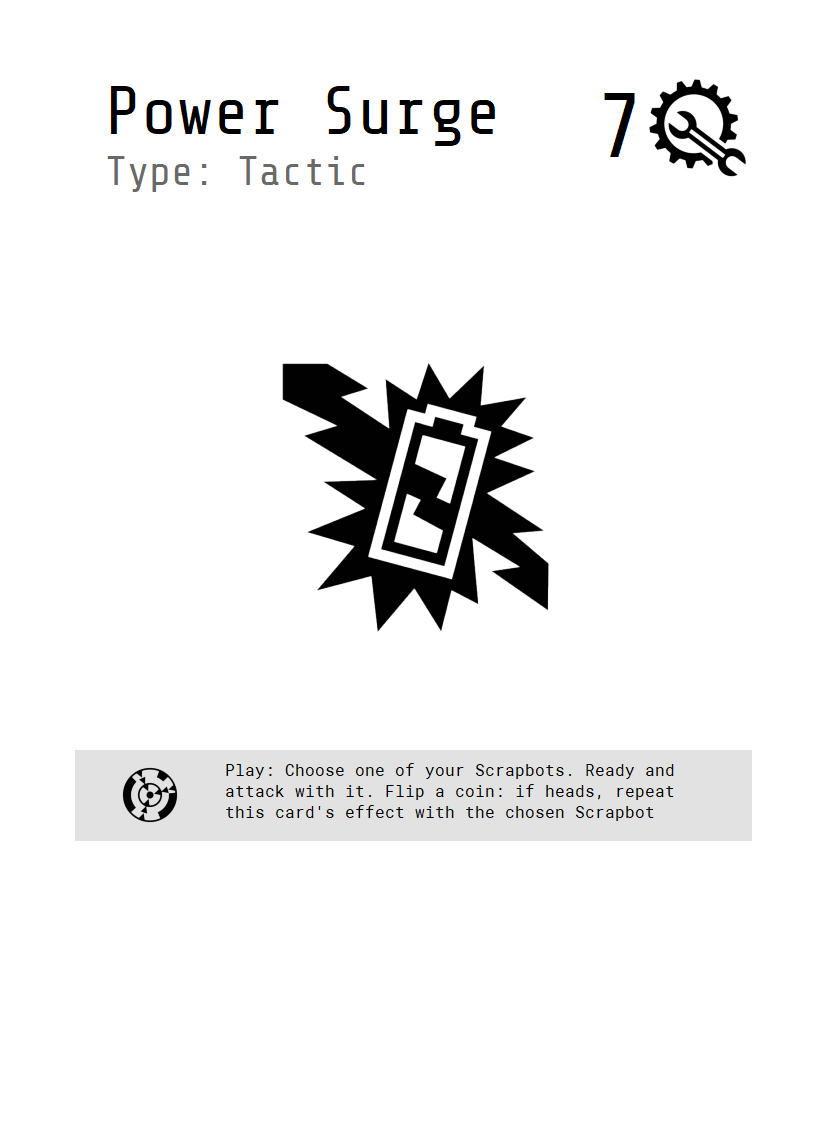 Power Surge
7
Type: Tactic
Play: Choose one of your Scrapbots. Ready and
attack with it. Flip a coin: if heads, repeat
this card's effect with the chosen Scrapbot